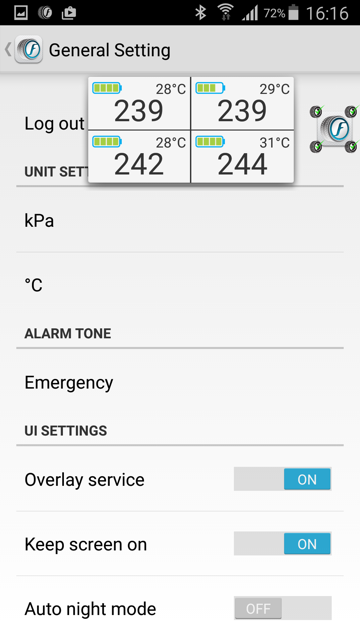 72% 16:16
General Setting
28°C 29°C
239 239
28°C 31°C
242 244
Log out
UNIT SETT
kPa
°C
ALARM TONE
Emergency
UI SETTINGS
Overlay service ON
Keep screen on ON
Auto night mode OFF